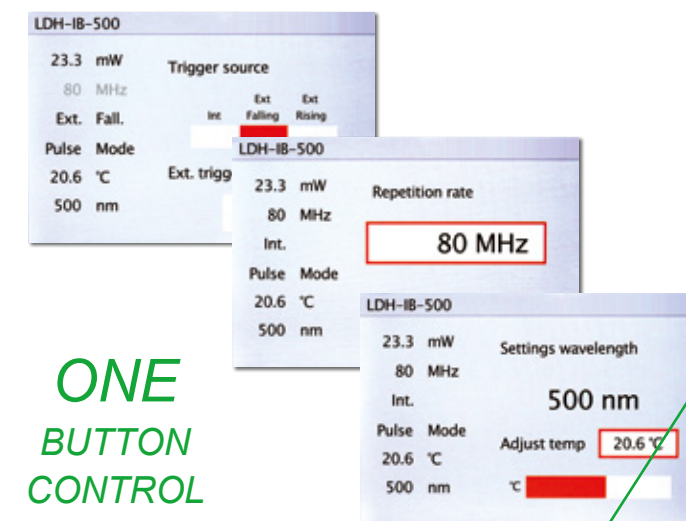 LDH-IB-500
23.3 mW
80 MHz
Ext. Fall.
Pulse Mode
20.6 °C
500 nm
Trigger source
Int Ext Falling Ext Rising
Ext. trigg
LDH-IB-500
23.3 mW
80 MHz
Int.
Pulse Mode
20.6 °C
500 nm
Repetition rate
80 MHz
LDH-IB-500
23.3 mW
80 MHz
Int.
Pulse Mode
20.6 °C
500 nm
Settings wavelength
500 nm
Adjust temp 20.6 °C
°C
ONE
BUTTON
CONTROL